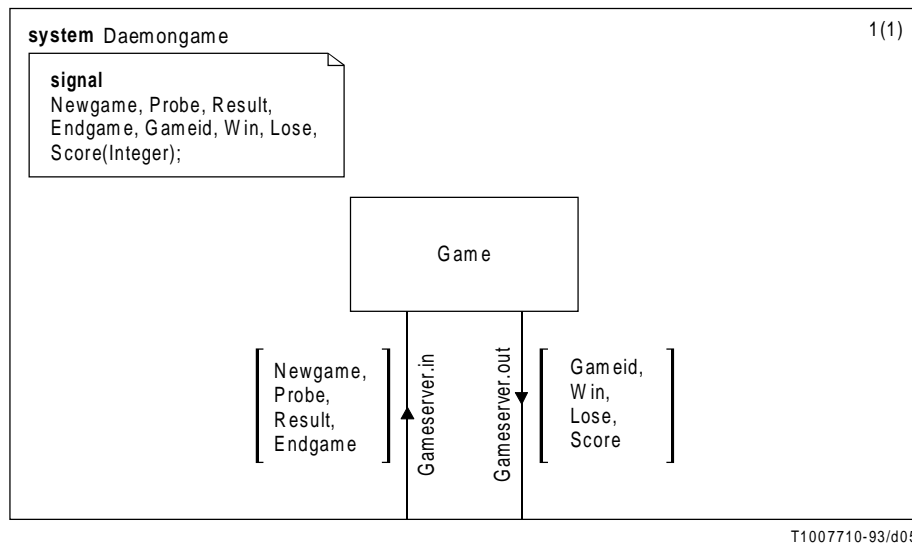 system Daemongame
1(1)
signal
Newgame, Probe, Result,
Endgame, Gameid, Win, Lose,
Score(Integer);
Game
Newgame,
Probe,
Result,
Endgame
Gameserver.in
Gameserver.out
Gameid,
Win,
Lose,
Score
T1007710-93/d05